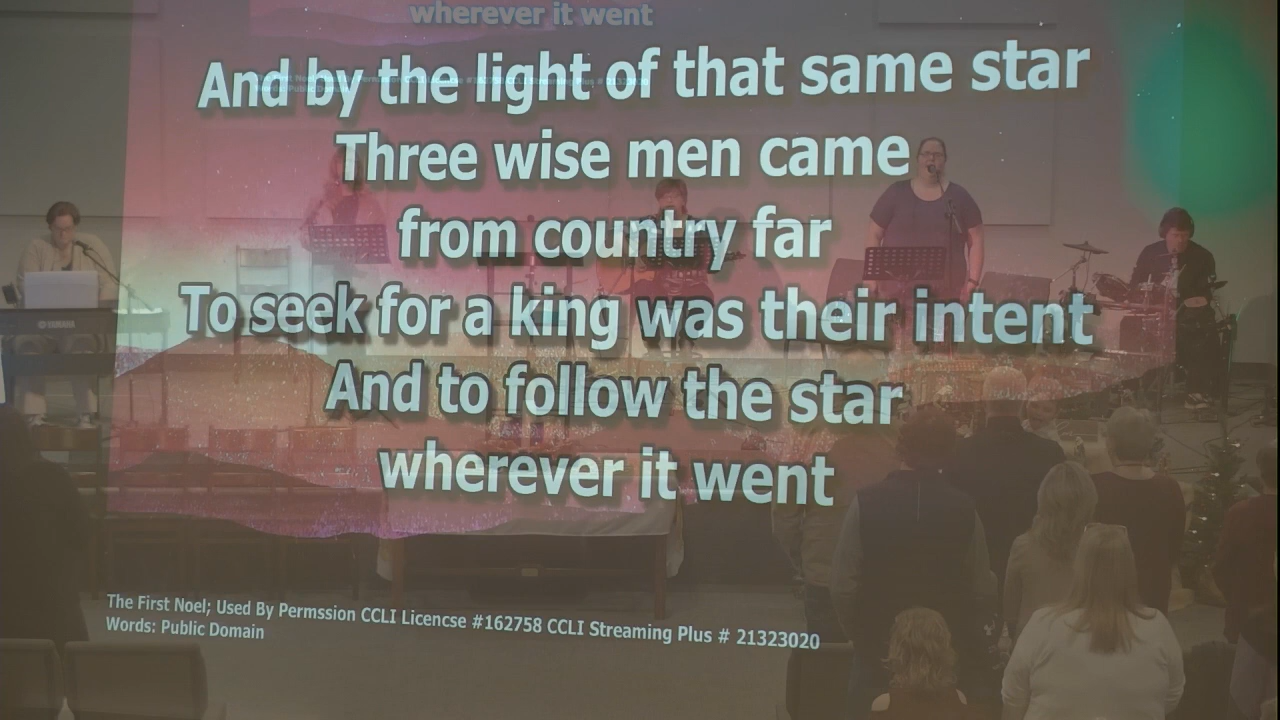 wherever it went
And by the light of that same star
Three wise men came
from country far
To seek for a king was their intent
And to follow the star
wherever it went
The First Noel; Used By Permssion CCLI Licencse #162758 CCLI Streaming Plus # 21323020
Words: Public Domain
YAMAHA